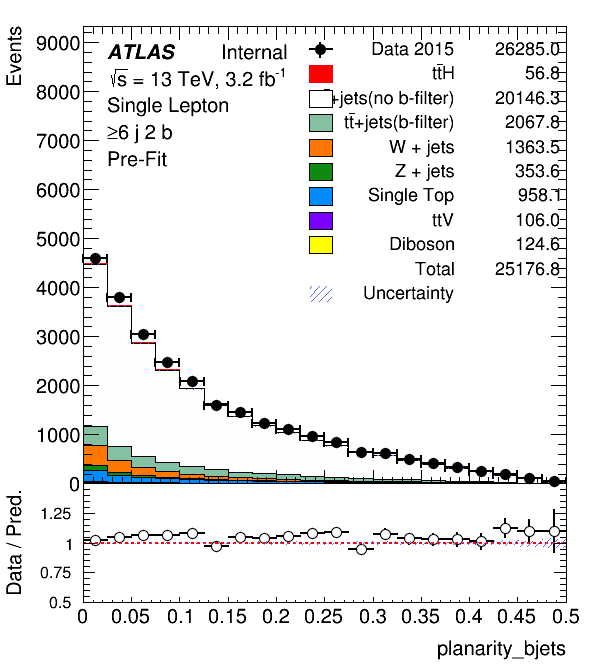 Events
9000
8000
7000
6000
5000
4000
3000
2000
1000
0
ATLAS Internal
√s = 13 TeV, 3.2 fb⁻¹
Single Lepton
≥6 j 2 b
Pre-Fit
Data 2015 26285.0
tt̄H 56.8
+jets(no b-filter) 20146.3
tt̄+jets(b-filter) 2067.8
W + jets 1363.5
Z + jets 353.6
Single Top 958.1
ttV 106.0
Diboson 124.6
Total 25176.8
Uncertainty
Data / Pred.
1.25
1
0.75
0.5
0 0.05 0.1 0.15 0.2 0.25 0.3 0.35 0.4 0.45 0.5
planarity_bjets